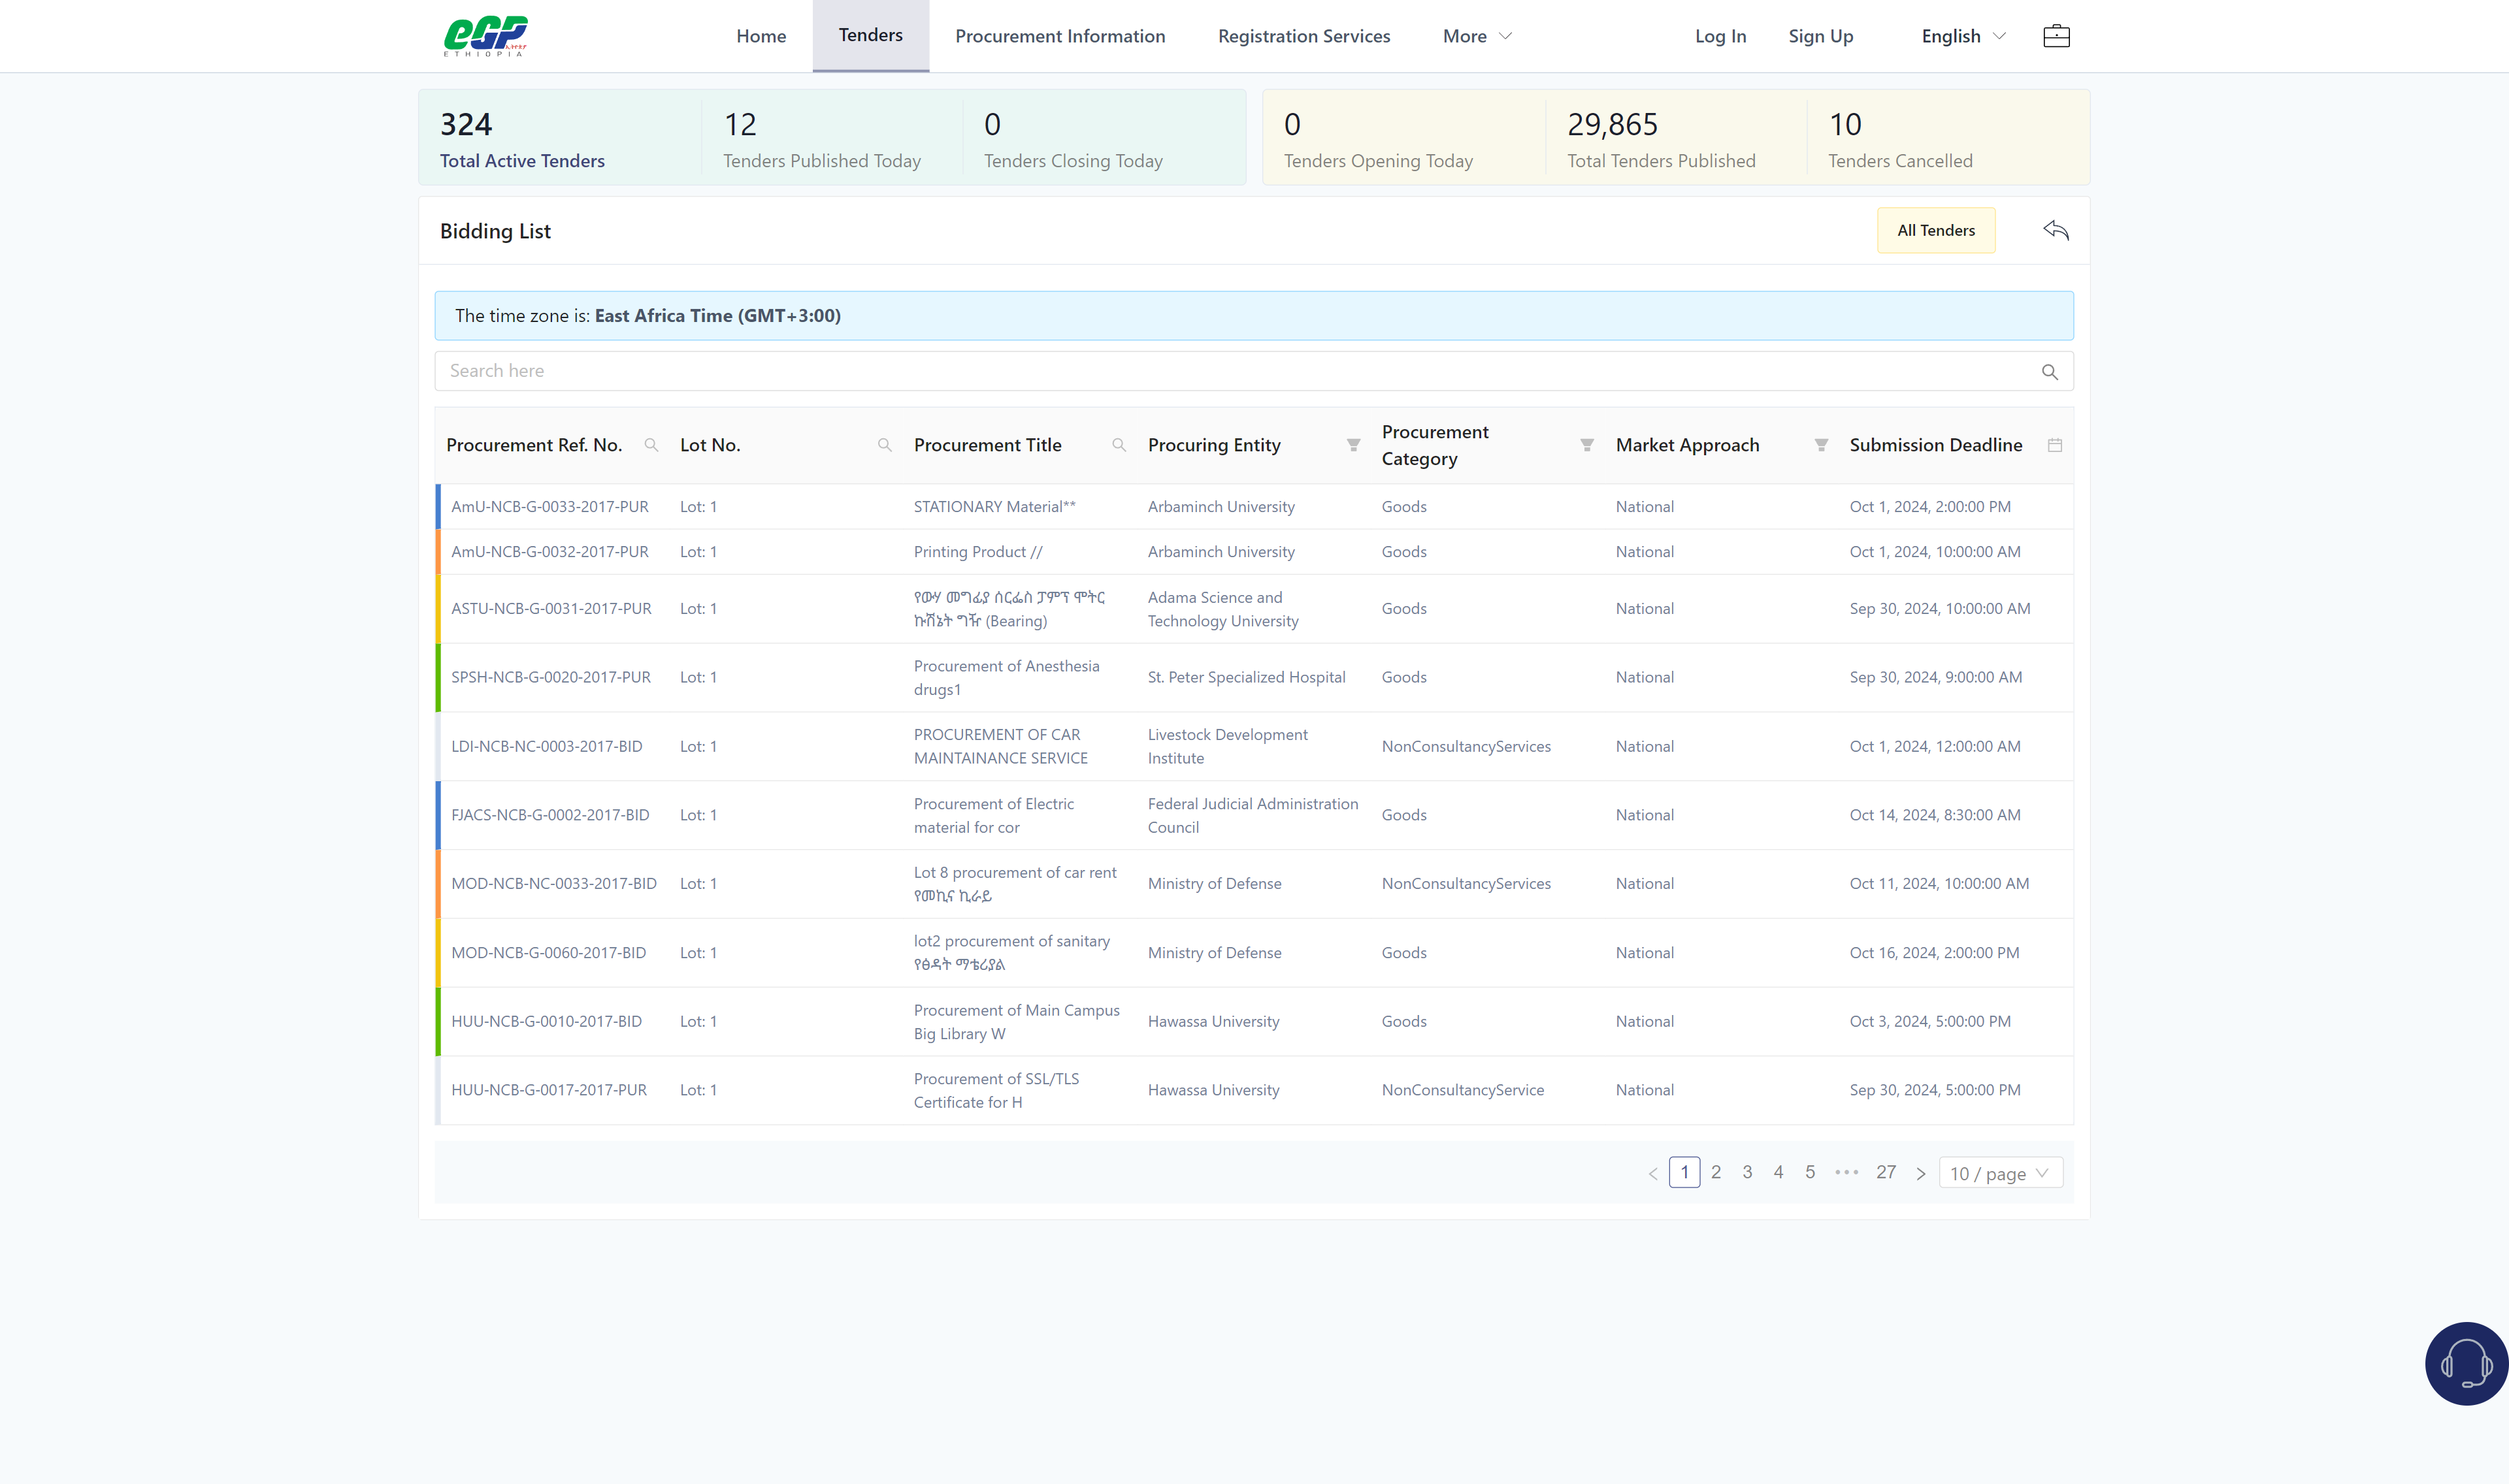 eGP
ኢትዮጵያ
ETHIOPIA
Home
Tenders
Procurement Information
Registration Services
More
Log In
Sign Up
English
324
Total Active Tenders
12
Tenders Published Today
0
Tenders Closing Today
0
Tenders Opening Today
29,865
Total Tenders Published
10
Tenders Cancelled
Bidding List
All Tenders
The time zone is: East Africa Time (GMT+3:00)
Search here
Procurement Ref. No.
Lot No.
Procurement Title
Procuring Entity
Procurement
Category
Market Approach
Submission Deadline
AmU-NCB-G-0033-2017-PUR
Lot: 1
STATIONARY Material**
Arbaminch University
Goods
National
Oct 1, 2024, 2:00:00 PM
AmU-NCB-G-0032-2017-PUR
Lot: 1
Printing Product //
Arbaminch University
Goods
National
Oct 1, 2024, 10:00:00 AM
ASTU-NCB-G-0031-2017-PUR
Lot: 1
የውሃ መግፊያ ሰርፌስ ፓምፕ ሞትር
ኩሽኔት ግዥ (Bearing)
Adama Science and
Technology University
Goods
National
Sep 30, 2024, 10:00:00 AM
SPSH-NCB-G-0020-2017-PUR
Lot: 1
Procurement of Anesthesia
drugs1
St. Peter Specialized Hospital
Goods
National
Sep 30, 2024, 9:00:00 AM
LDI-NCB-NC-0003-2017-BID
Lot: 1
PROCUREMENT OF CAR
MAINTAINANCE SERVICE
Livestock Development
Institute
NonConsultancyServices
National
Oct 1, 2024, 12:00:00 AM
FJACS-NCB-G-0002-2017-BID
Lot: 1
Procurement of Electric
material for cor
Federal Judicial Administration
Council
Goods
National
Oct 14, 2024, 8:30:00 AM
MOD-NCB-NC-0033-2017-BID
Lot: 1
Lot 8 procurement of car rent
የመኪና ኪራይ
Ministry of Defense
NonConsultancyServices
National
Oct 11, 2024, 10:00:00 AM
MOD-NCB-G-0060-2017-BID
Lot: 1
lot2 procurement of sanitary
የፅዳት ማቴሪያል
Ministry of Defense
Goods
National
Oct 16, 2024, 2:00:00 PM
HUU-NCB-G-0010-2017-BID
Lot: 1
Procurement of Main Campus
Big Library W
Hawassa University
Goods
National
Oct 3, 2024, 5:00:00 PM
HUU-NCB-G-0017-2017-PUR
Lot: 1
Procurement of SSL/TLS
Certificate for H
Hawassa University
NonConsultancyService
National
Sep 30, 2024, 5:00:00 PM
1 2 3 4 5 ••• 27
10 / page